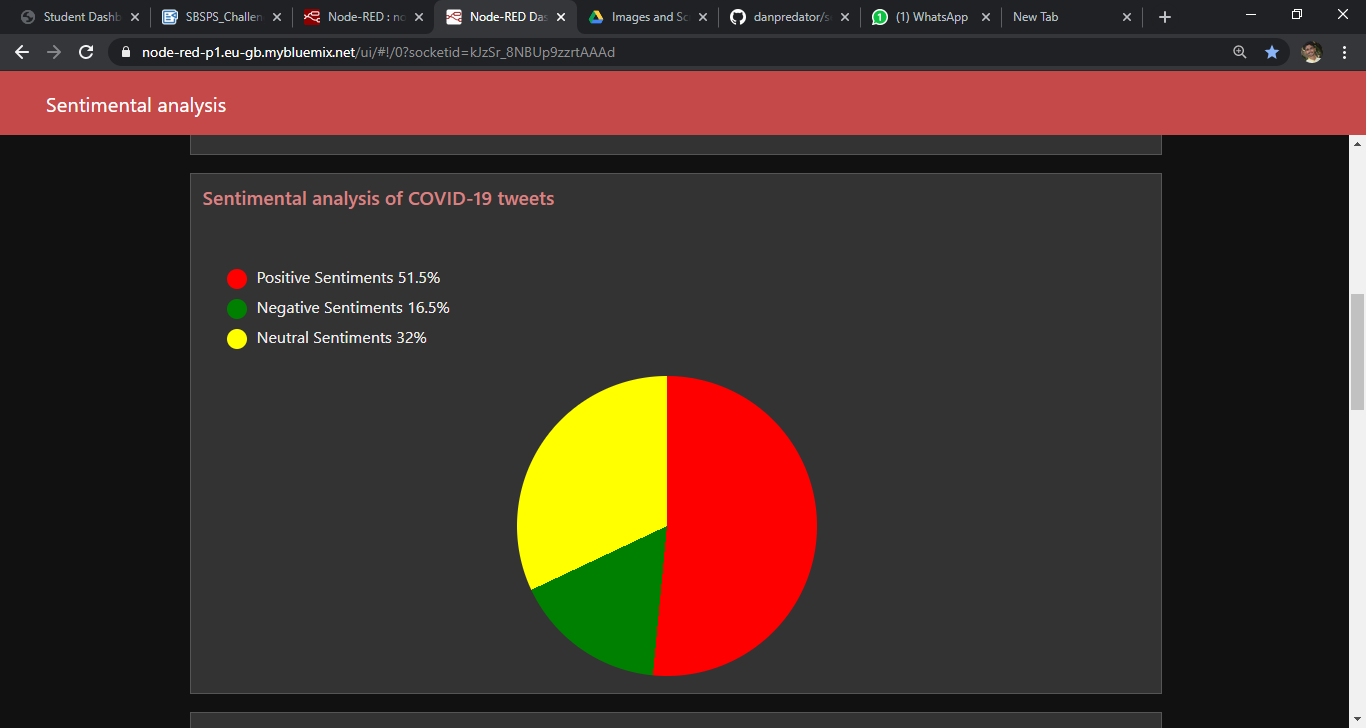 Student Dashb
SBSPS_Challen
Node-RED : no
Node-RED Das
Images and Sc
danpredator/s
(1) WhatsApp
New Tab
node-red-p1.eu-gb.mybluemix.net/ui/#!/0?socketid=kJzSr_8NBUp9zzrtAAAd
Sentimental analysis
Sentimental analysis of COVID-19 tweets
Positive Sentiments 51.5%
Negative Sentiments 16.5%
Neutral Sentiments 32%